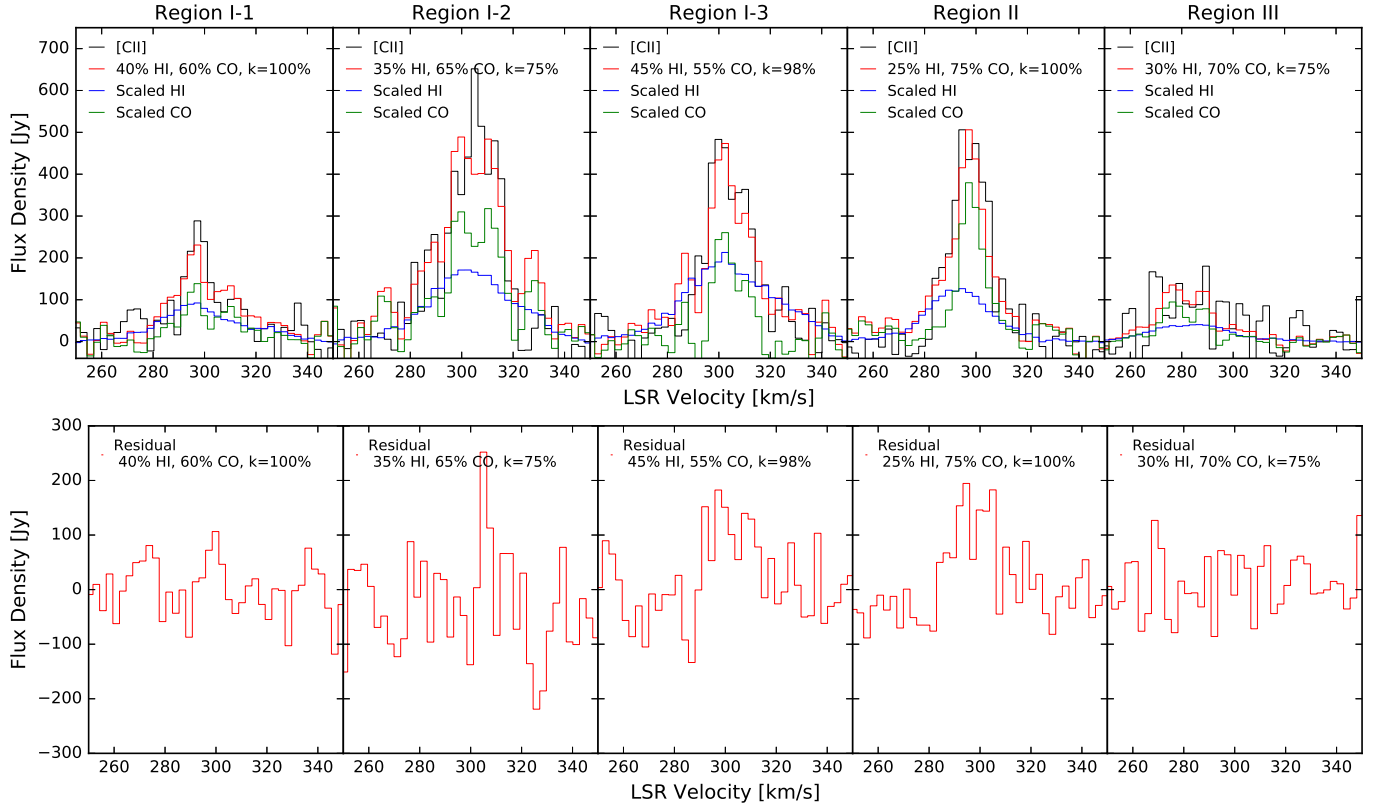 Region I-1 Region I-2 Region I-3 Region II Region III
700
600
500
400
300
200
100
0
Flux Density [Jy]
[CII]
40% HI, 60% CO, k=100%
Scaled HI
Scaled CO
[CII]
35% HI, 65% CO, k=75%
Scaled HI
Scaled CO
[CII]
45% HI, 55% CO, k=98%
Scaled HI
Scaled CO
[CII]
25% HI, 75% CO, k=100%
Scaled HI
Scaled CO
[CII]
30% HI, 70% CO, k=75%
Scaled HI
Scaled CO
260 280 300 320 340 260 280 300 320 340 260 280 300 320 340 260 280 300 320 340 260 280 300 320 340
LSR Velocity [km/s]
300
200
100
0
−100
−200
−300
Flux Density [Jy]
Residual
40% HI, 60% CO, k=100%
Residual
35% HI, 65% CO, k=75%
Residual
45% HI, 55% CO, k=98%
Residual
25% HI, 75% CO, k=100%
Residual
30% HI, 70% CO, k=75%
260 280 300 320 340 260 280 300 320 340 260 280 300 320 340 260 280 300 320 340 260 280 300 320 340
LSR Velocity [km/s]